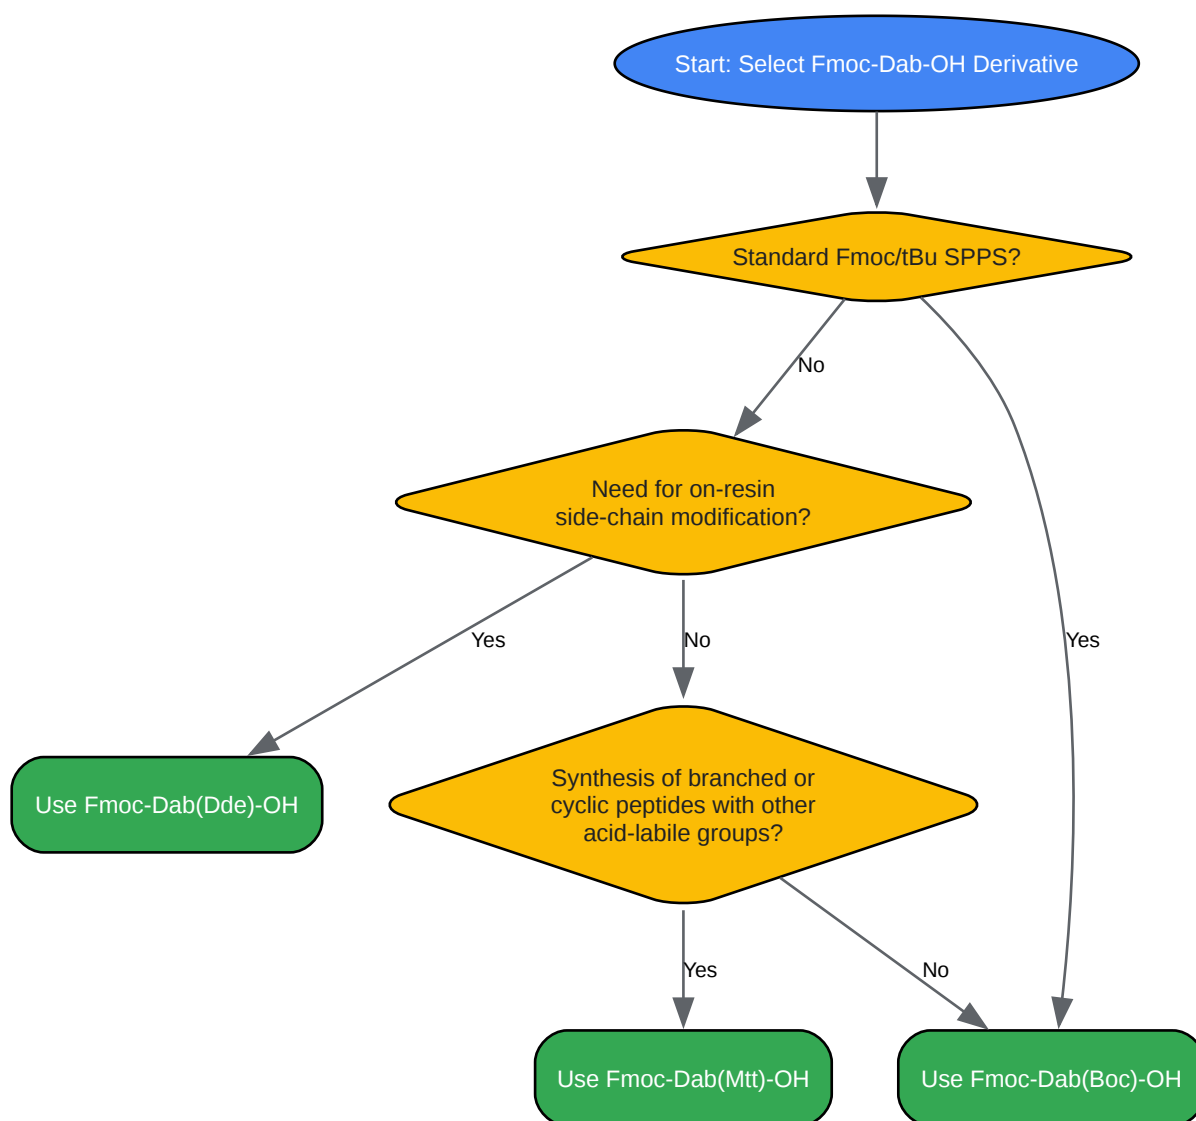 Start: Select Fmoc-Dab-OH Derivative
Standard Fmoc/tBu SPPS?
No
Need for on-resin
side-chain modification?
Yes
No
Yes
Use Fmoc-Dab(Dde)-OH
Synthesis of branched or
cyclic peptides with other
acid-labile groups?
Yes
No
Use Fmoc-Dab(Mtt)-OH
Use Fmoc-Dab(Boc)-OH